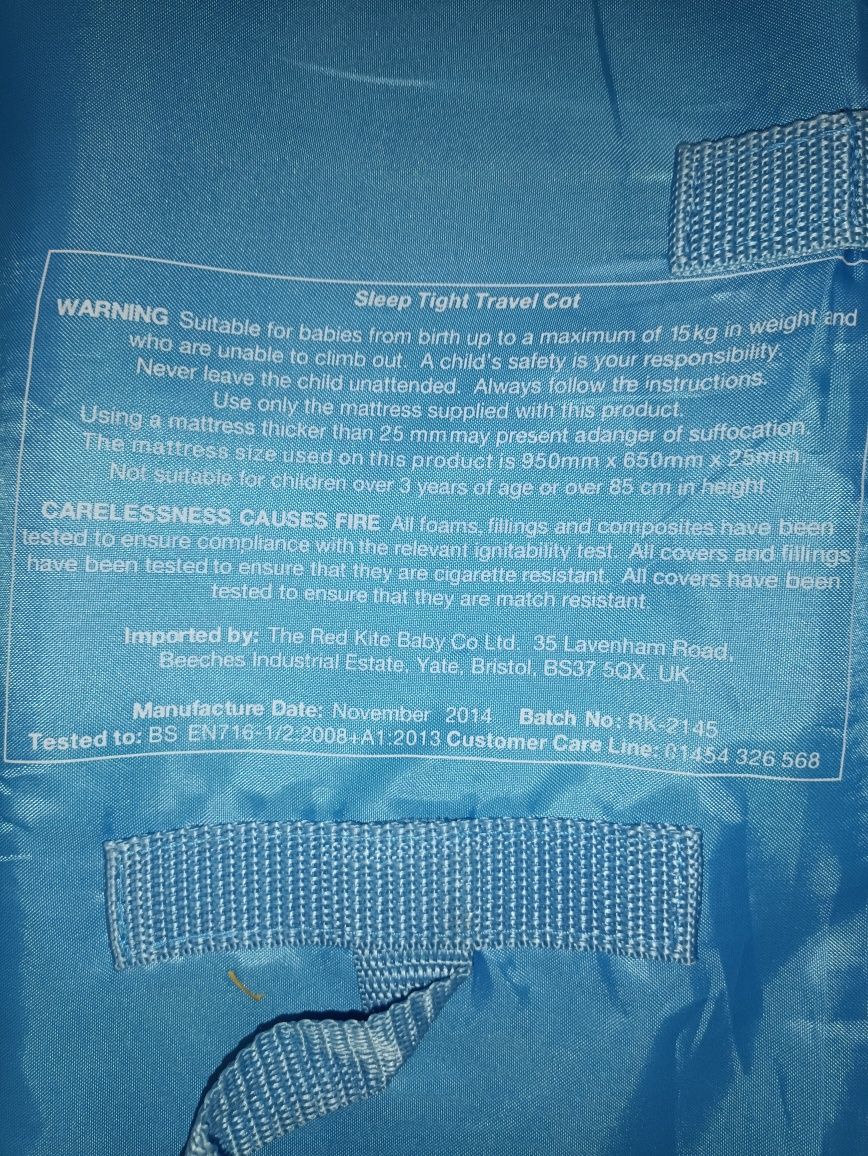 Sleep Tight Travel Cot
WARNING Suitable for babies from birth up to a maximum of 15kg in weight and
who are unable to climb out. A child's safety is your responsibility.
Never leave the child unattended. Always follow the instructions.
Use only the mattress supplied with this product.
Using a mattress thicker than 25 mm may present a danger of suffocation.
The mattress size used on this product is 950mm x 650mm x 25mm.
Not suitable for children over 3 years of age or over 85 cm in height.
CARELESSNESS CAUSES FIRE All foams, fillings and composites have been
tested to ensure compliance with the relevant ignitability test. All covers and fillings
have been tested to ensure that they are cigarette resistant. All covers have been
tested to ensure that they are match resistant.
Imported by: The Red Kite Baby Co Ltd. 35 Lavenham Road,
Beeches Industrial Estate, Yate, Bristol, BS37 5QX. UK.
Manufacture Date: November 2014 Batch No: RK-2145
Tested to: BS EN716-1/2:2008+A1:2013 Customer Care Line: 01454 326 568